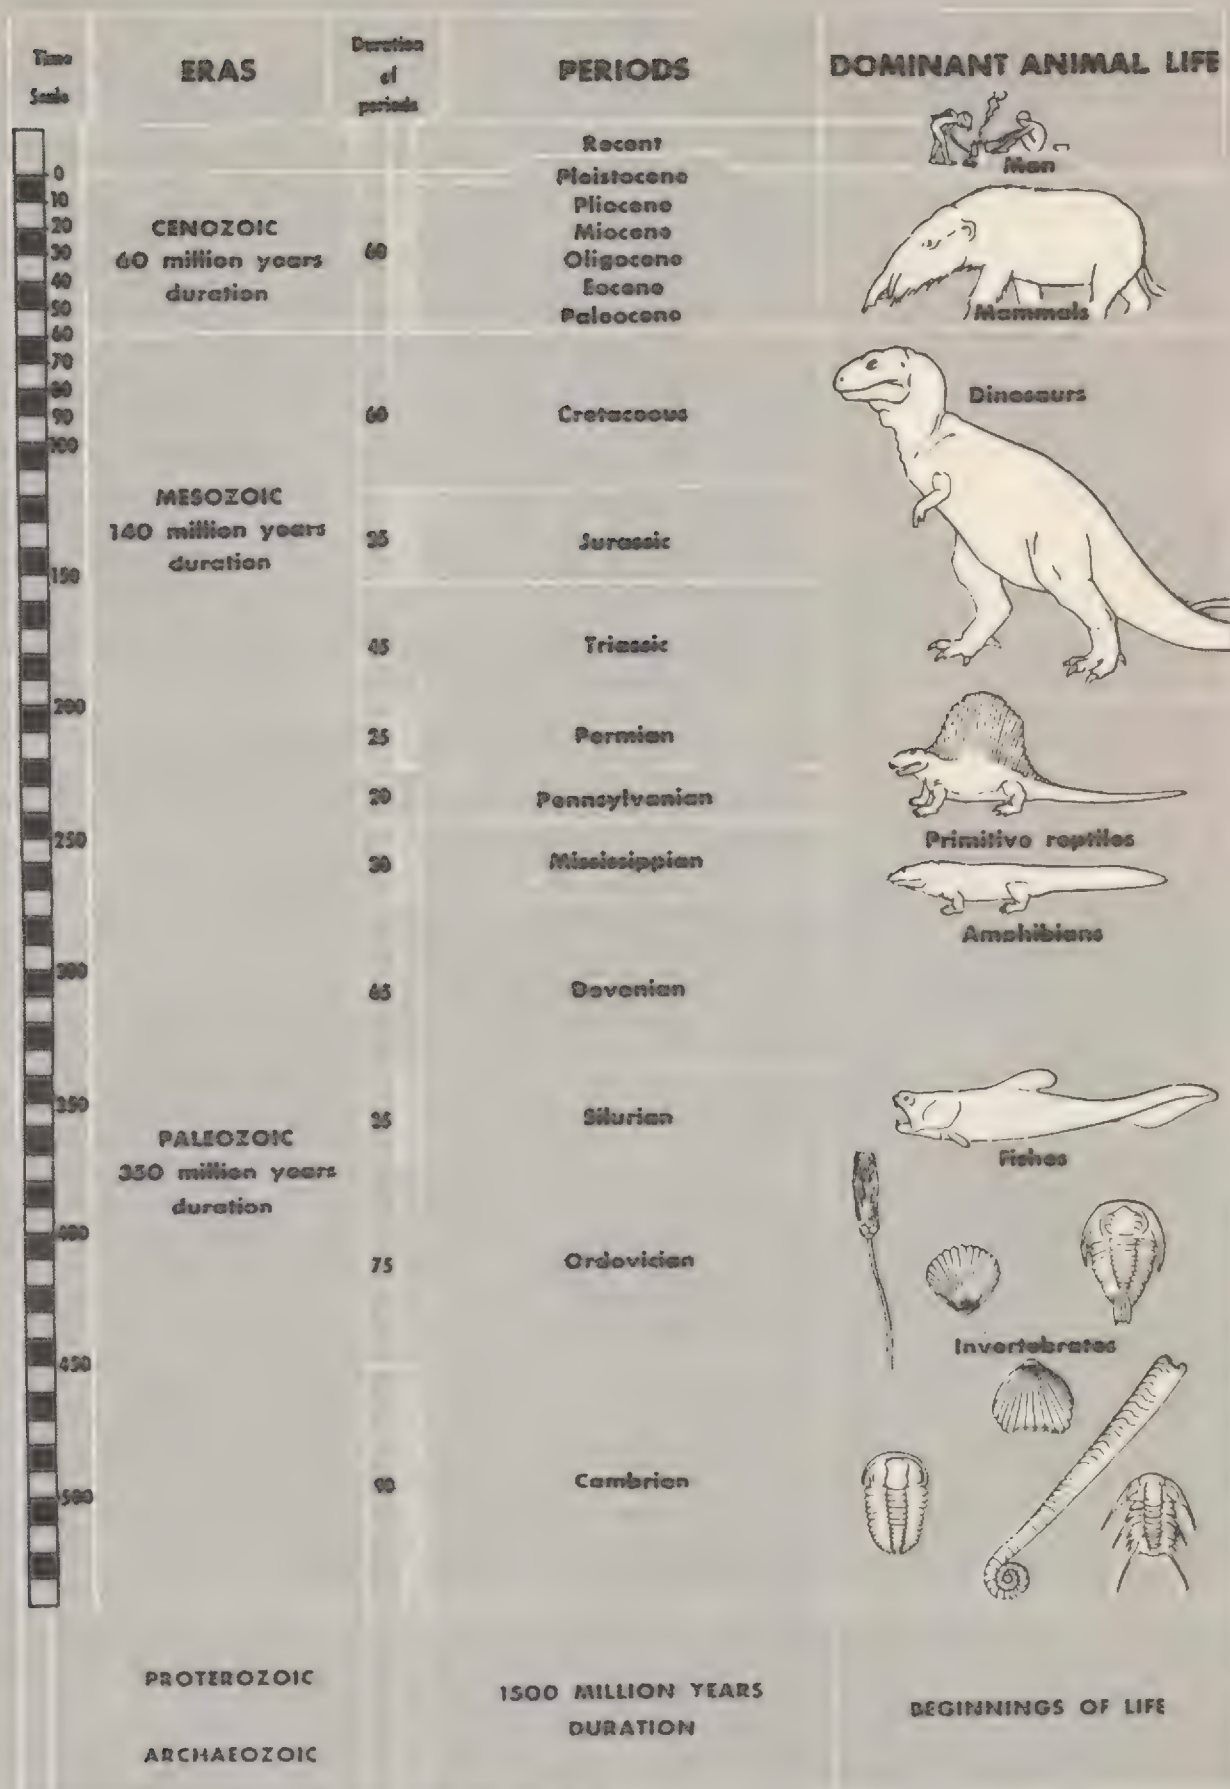 Time
Scale
ERAS
Duration
of
periods
PERIODS
DOMINANT ANIMAL LIFE
Recent
Man
0
10
20
30
40
50
60
70
80
90
100
150
200
250
300
350
400
450
500
CENOZOIC
60 million years
duration
60
Pleistocene
Pliocene
Miocene
Oligocene
Eocene
Paleocene
Mammals
MESOZOIC
140 million years
duration
60
Cretaceous
Dinosaurs
35
Jurassic
45
Triassic
PALEOZOIC
350 million years
duration
25
Permian
20
Pennsylvanian
Primitive reptiles
30
Mississippian
Amphibians
65
Devonian
35
Silurian
Fishes
75
Ordovician
Invertebrates
90
Cambrian
PROTEROZOIC
ARCHAEOZOIC
1500 MILLION YEARS
DURATION
BEGINNINGS OF LIFE